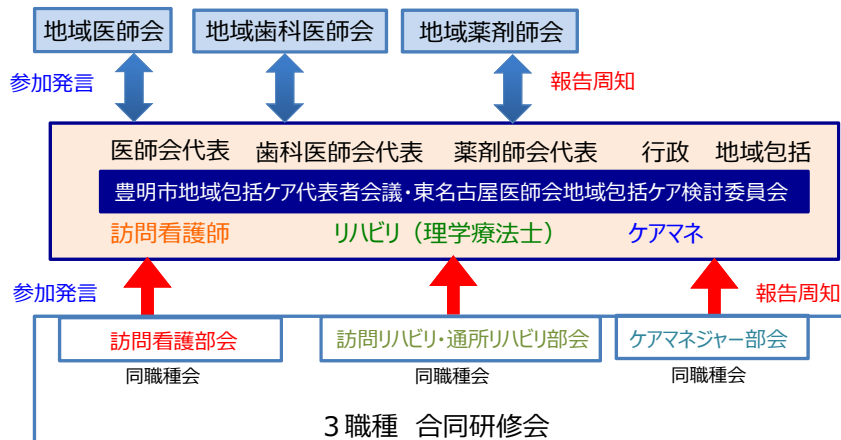 地域医師会 地域歯科医師会 地域薬剤師会
参加発言 報告周知
医師会代表 歯科医師会代表 薬剤師会代表 行政 地域包括
豊明市地域包括ケア代表者会議・東名古屋医師会地域包括ケア検討委員会
訪問看護師 リハビリ（理学療法士） ケアマネ
参加発言 報告周知
訪問看護部会 訪問リハビリ・通所リハビリ部会 ケアマネジャー部会
同職種会 同職種会 同職種会
３職種 合同研修会